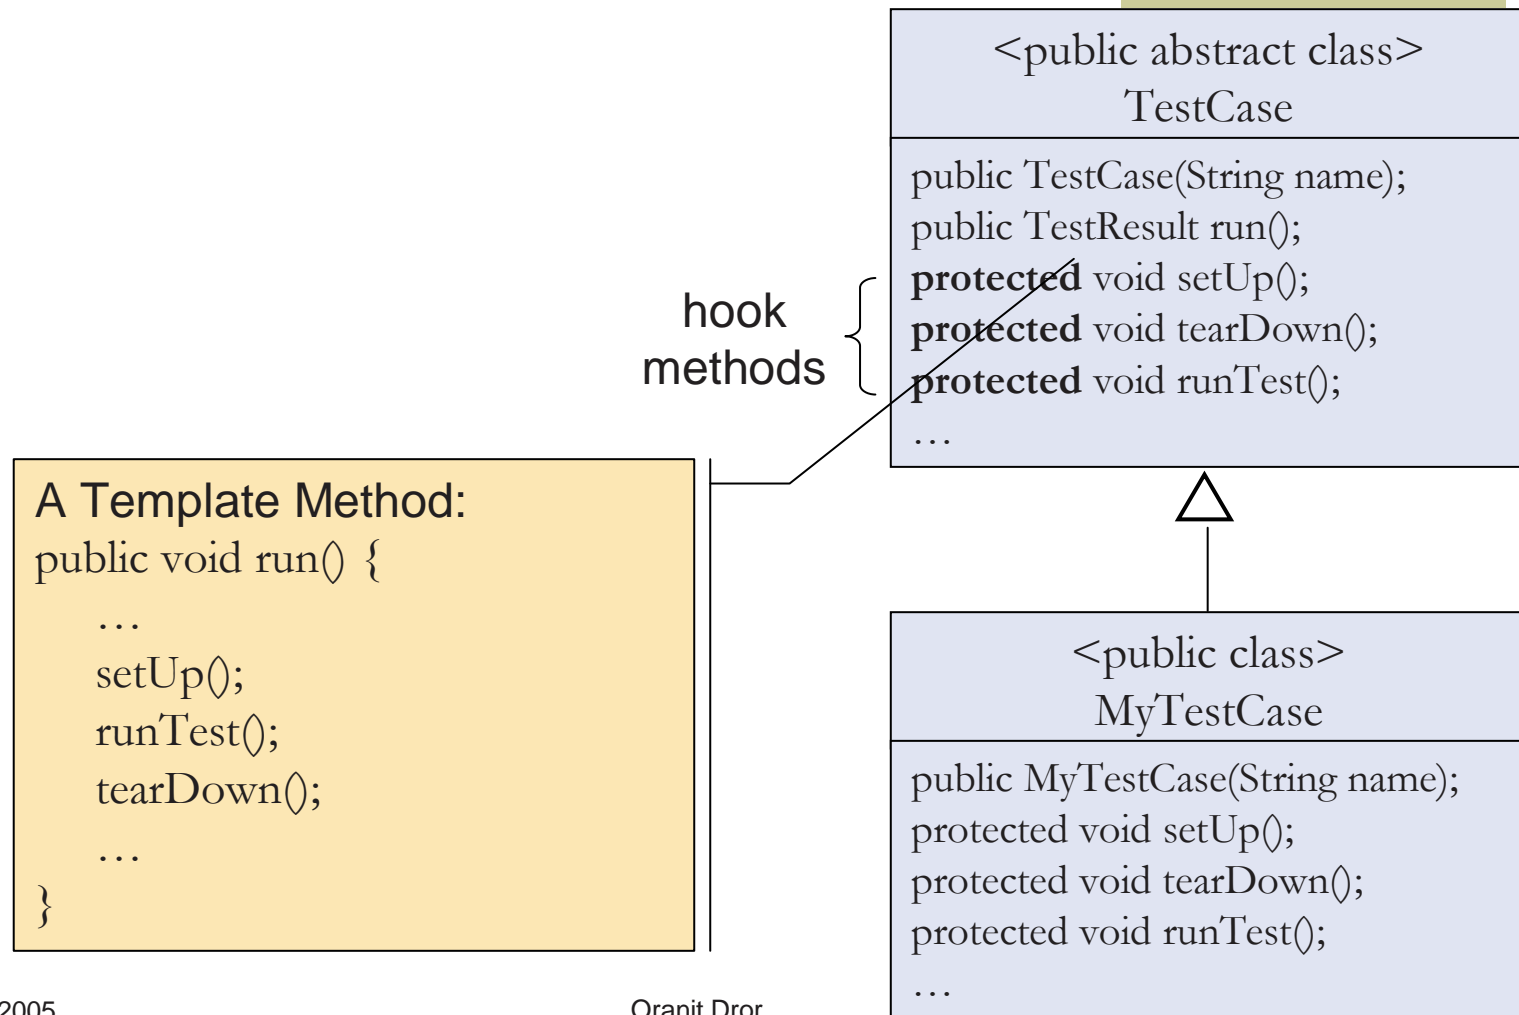 <public abstract class>
TestCase
public TestCase(String name);
public TestResult run();
protected void setUp();
protected void tearDown();
protected void runTest();
…
hook
methods
A Template Method:
public void run() {
…
setUp();
runTest();
tearDown();
…
}
<public class>
MyTestCase
public MyTestCase(String name);
protected void setUp();
protected void tearDown();
protected void runTest();
…
2005
Oranit Dror